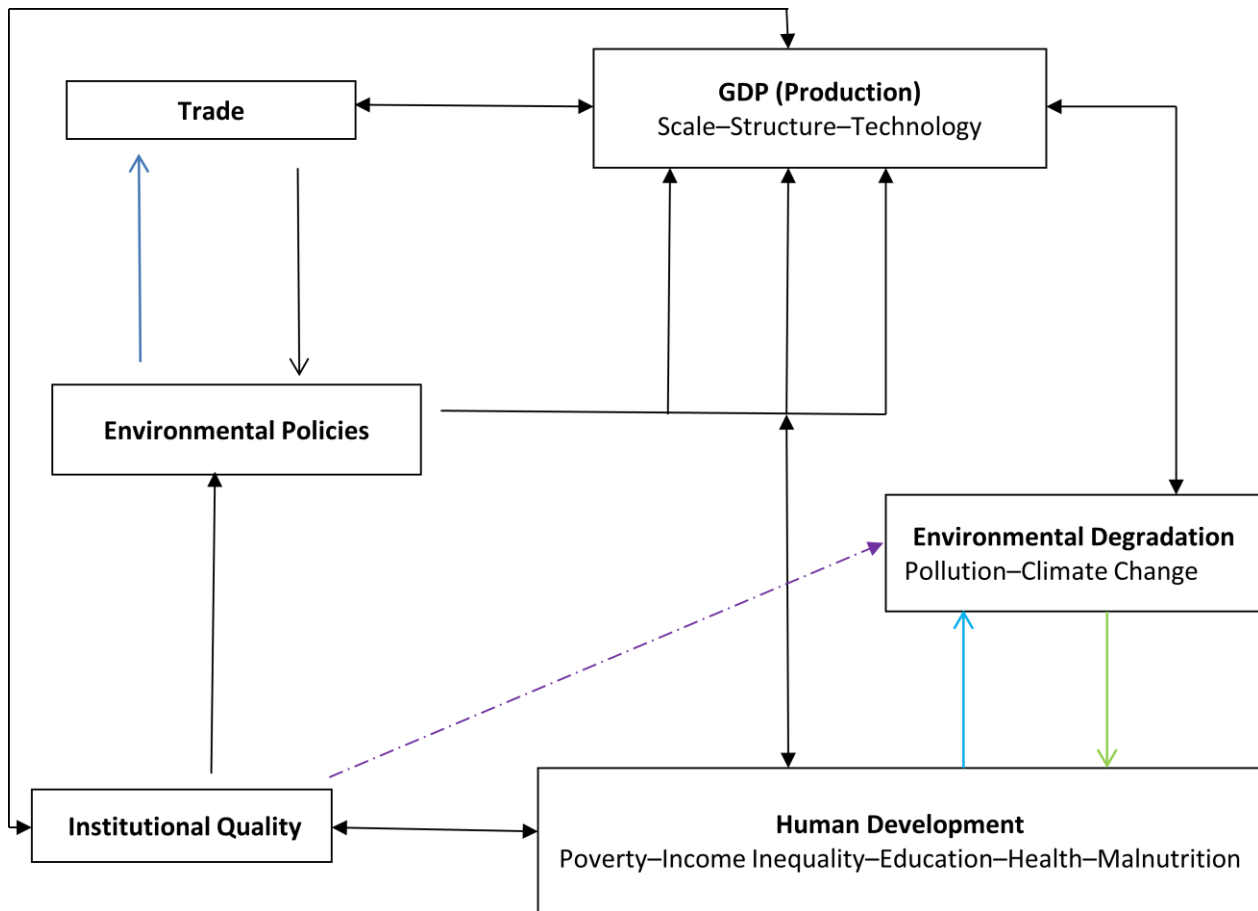 GDP (Production)
Scale–Structure–Technology
Trade
Environmental Policies
Environmental Degradation
Pollution–Climate Change
Institutional Quality
Human Development
Poverty–Income Inequality–Education–Health–Malnutrition